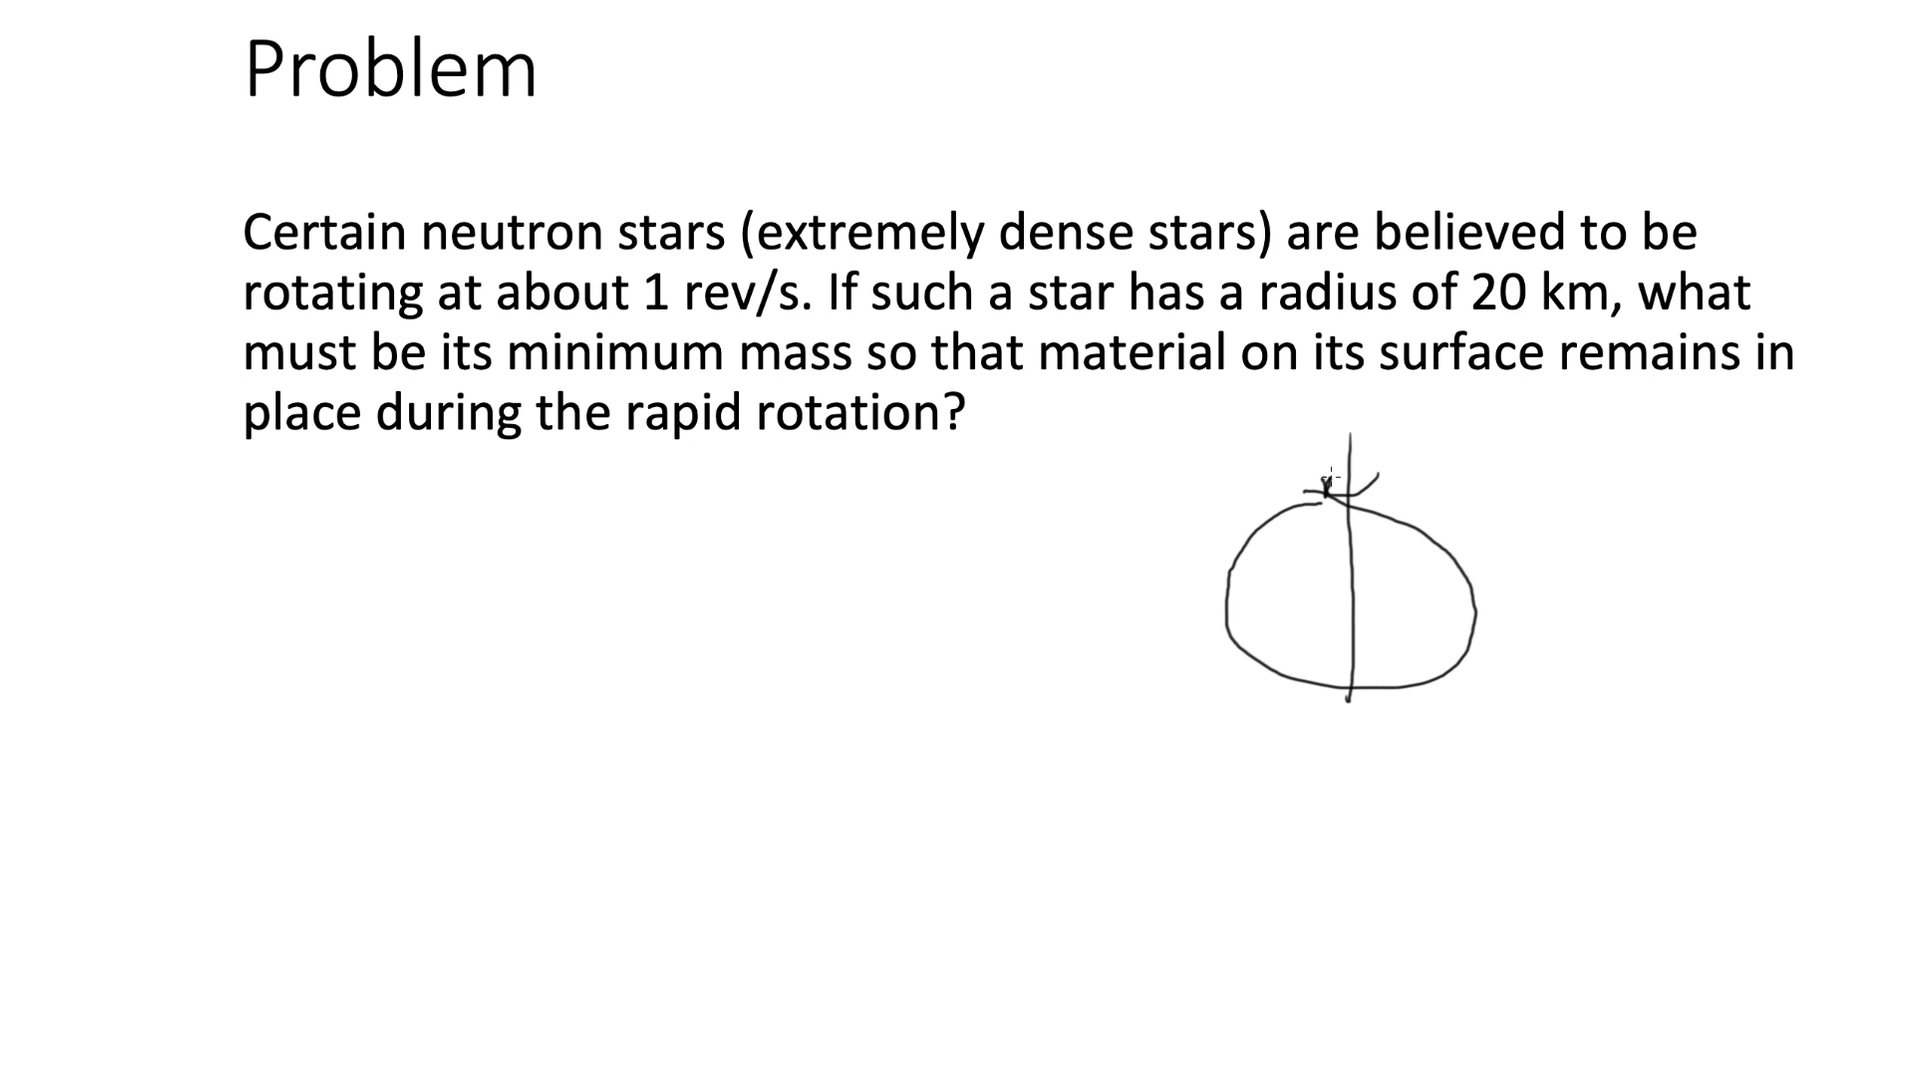 Problem
Certain neutron stars (extremely dense stars) are believed to be
rotating at about 1 rev/s. If such a star has a radius of 20 km, what
must be its minimum mass so that material on its surface remains in
place during the rapid rotation?